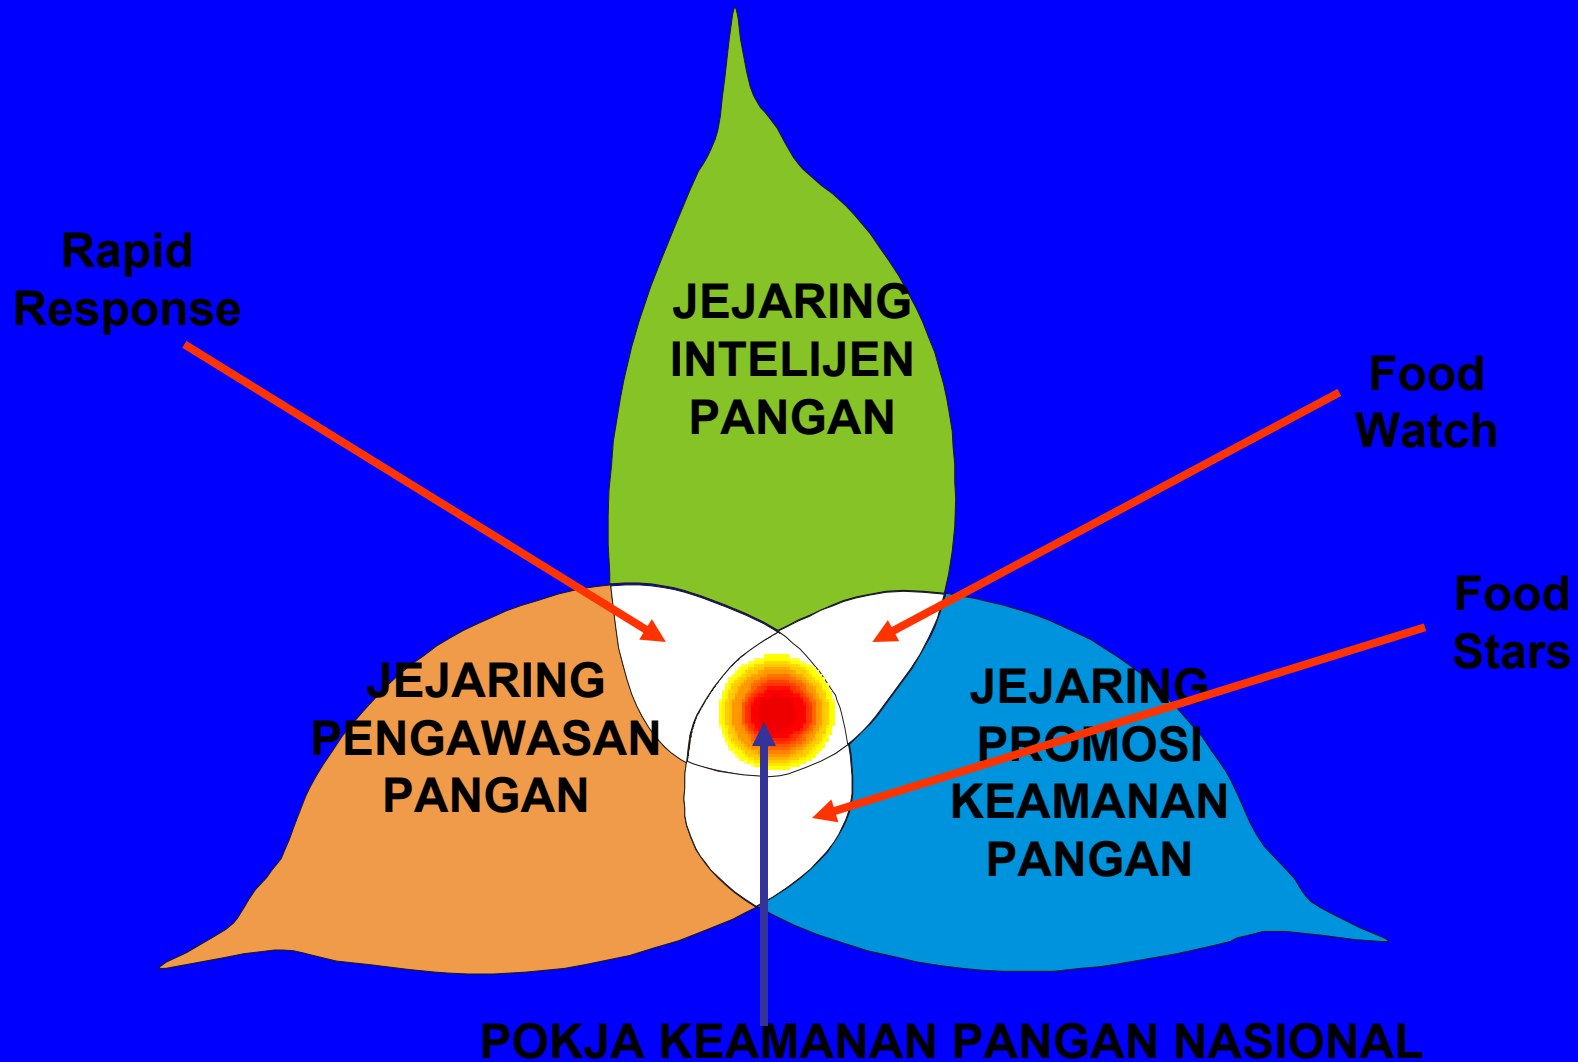 Rapid
Response
JEJARING
INTELIJEN
PANGAN
Food
Watch
Food
Stars
JEJARING
PENGAWASAN
PANGAN
JEJARING
PROMOSI
KEAMANAN
PANGAN
POKJA KEAMANAN PANGAN NASIONAL